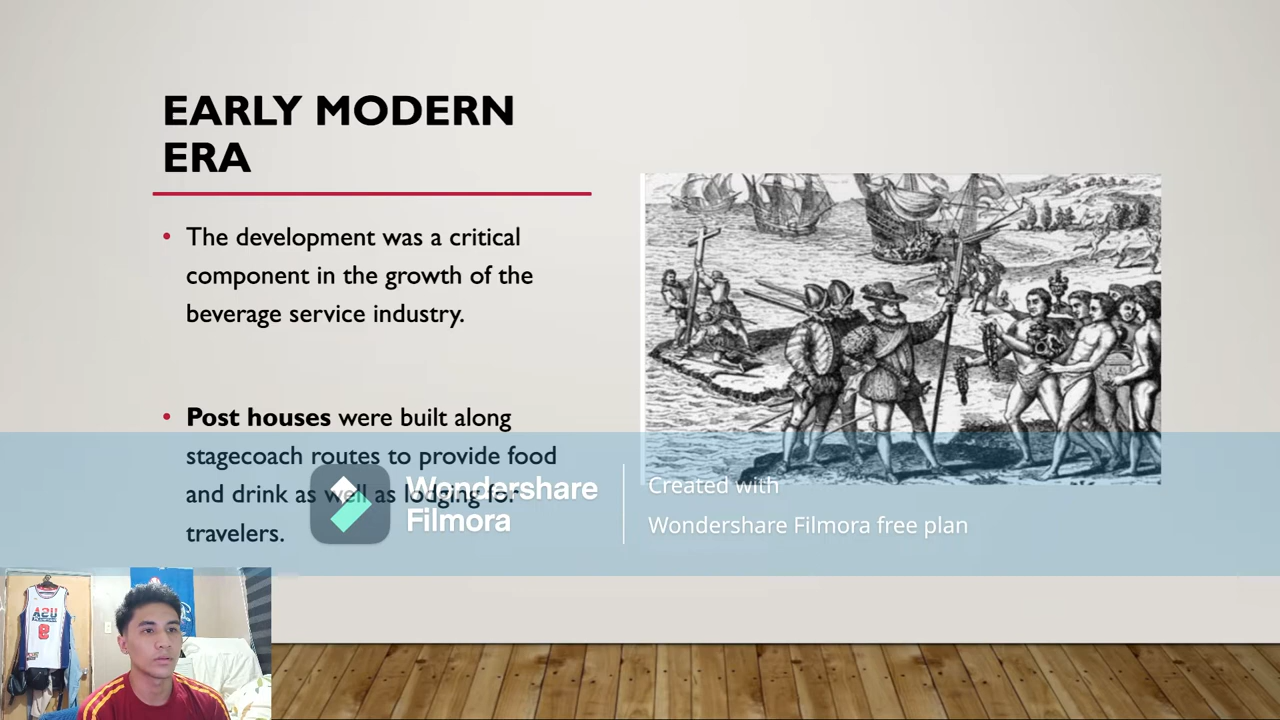 EARLY MODERN
ERA
• The development was a critical
component in the growth of the
beverage service industry.
• Post houses were built along
stagecoach routes to provide food
and drink as well as lodging for
travelers.
Wondershare
Filmora
Created with
Wondershare Filmora free plan